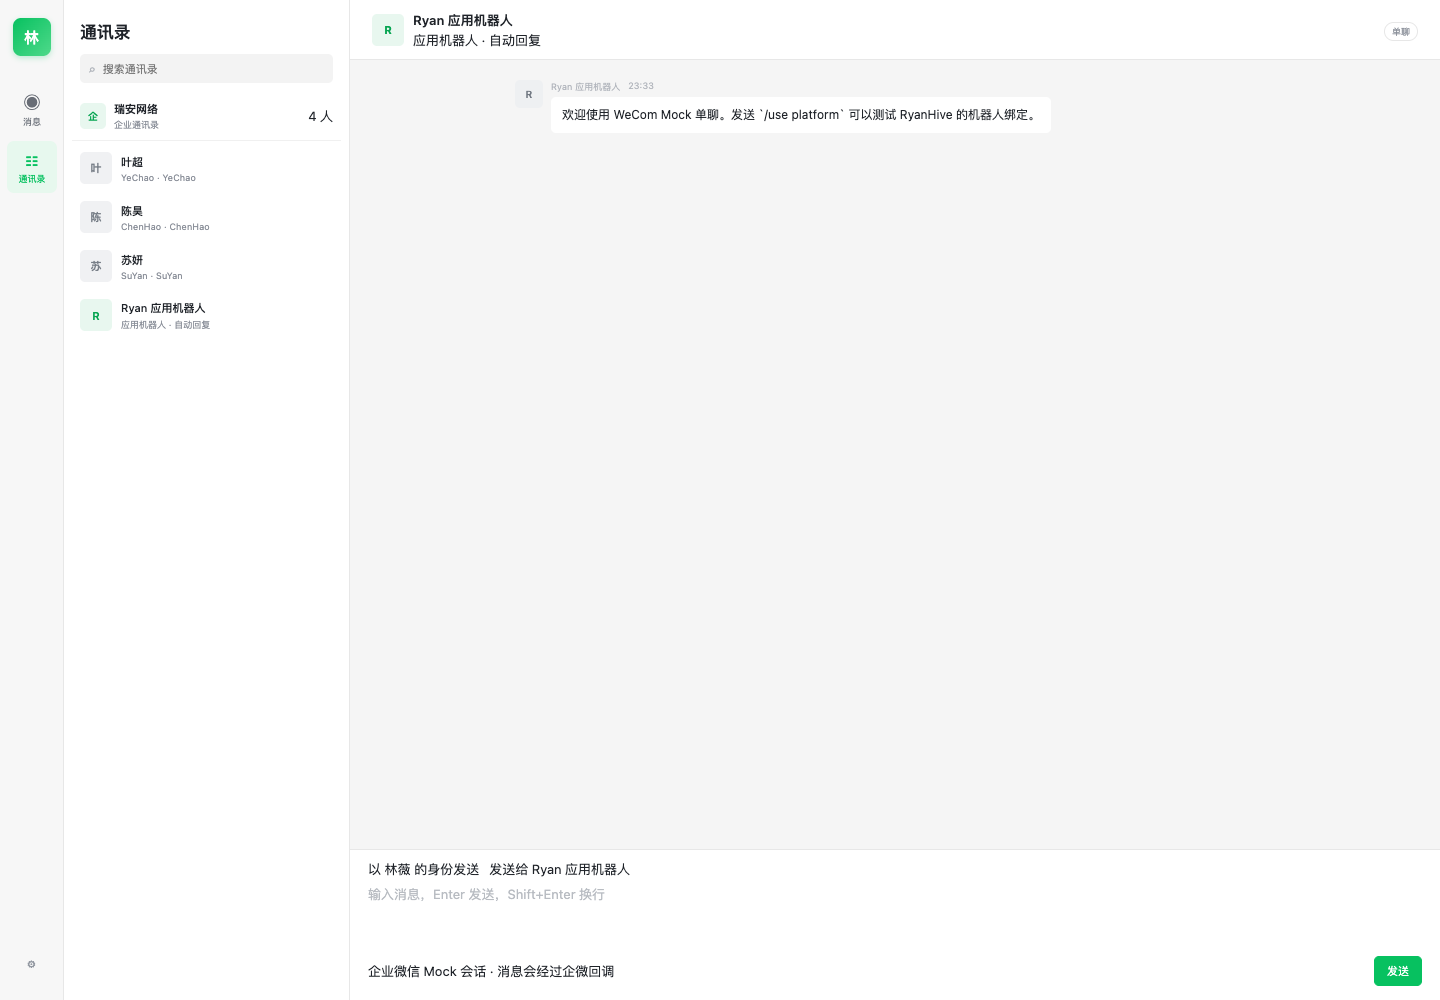 林
消息
通讯录
通讯录
搜索通讯录
企
瑞安网络
企业通讯录
4 人
叶
叶超
YeChao · YeChao
陈
陈昊
ChenHao · ChenHao
苏
苏妍
SuYan · SuYan
R
Ryan 应用机器人
应用机器人 · 自动回复
R
Ryan 应用机器人
应用机器人 · 自动回复
单聊
R
Ryan 应用机器人 23:33
欢迎使用 WeCom Mock 单聊。发送 `/use platform` 可以测试 RyanHive 的机器人绑定。
以 林薇 的身份发送 发送给 Ryan 应用机器人
输入消息，Enter 发送，Shift+Enter 换行
企业微信 Mock 会话 · 消息会经过企微回调
发送